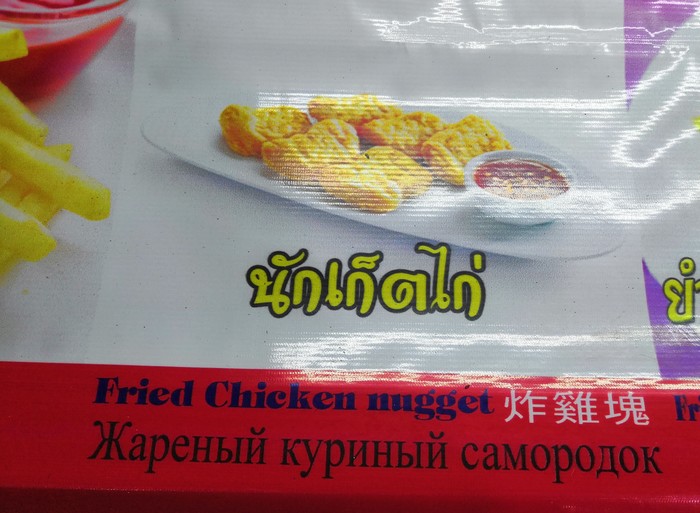 นักเก็ตไก่
Fried Chicken nugget 炸雞塊
Жареный куриный самородок